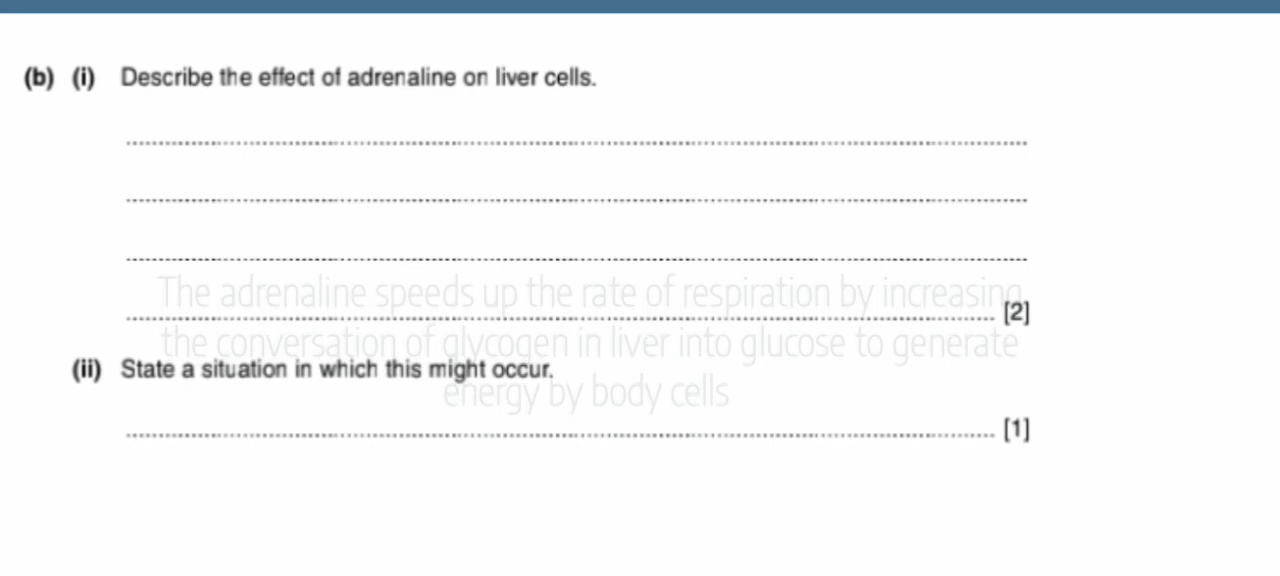 (b) (i) Describe the effect of adrenaline on liver cells.
The adrenaline speeds up the rate of respiration by increasing
[2]
the conversation of glycogen in liver into glucose to generate
(ii) State a situation in which this might occur.
energy by body cells
[1]